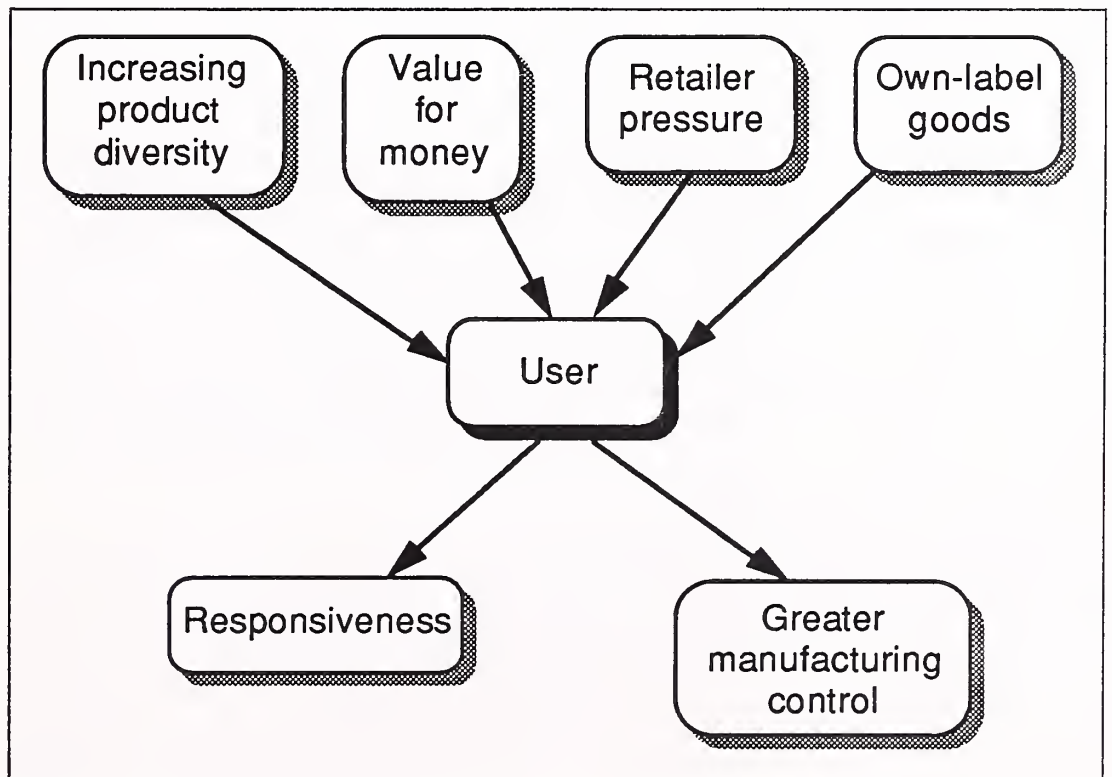 Increasing
product
diversity
Value
for
money
Retailer
pressure
Own-label
goods
User
Responsiveness
Greater
manufacturing
control